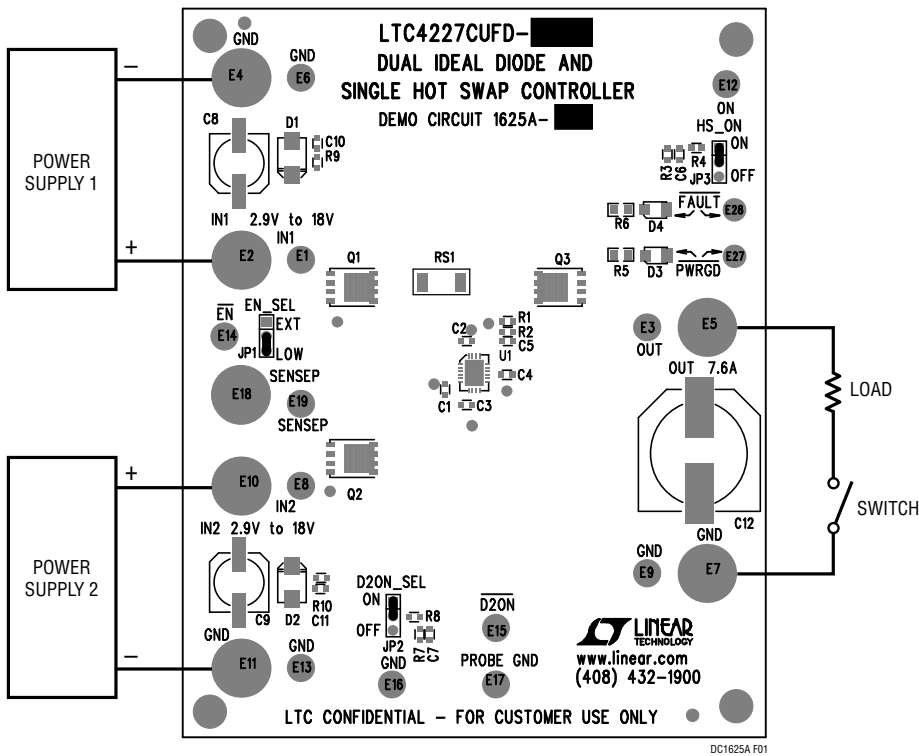 LTC4227CUFD-
DUAL IDEAL DIODE AND
SINGLE HOT SWAP CONTROLLER
DEMO CIRCUIT 1625A-
GND
E4
GND
E6
E12
ON
HS_ON
ON
OFF
JP3
R3
C6
R4
C8
D1
C10
R9
POWER
SUPPLY 1
–
+
FAULT
E28
R6
D4
IN1 2.9V to 18V
IN1
E2
E1
Q1
RS1
Q3
R5
D3
PWRGD
E27
EN
E14
EN_SEL
EXT
JP1
LOW
E3
OUT
E5
OUT 7.6A
R1
R2
C5
C2
U1
C4
C1
C3
LOAD
SENSEP
E18
E19
SENSEP
SWITCH
Q2
C12
POWER
SUPPLY 2
+
–
E10
E8
IN2
IN2 2.9V to 18V
GND
E7
GND
E9
C9
D2
R10
C11
D2ON_SEL
ON
OFF
JP2
R8
R7
C7
D2ON
E15
GND
E11
GND
E13
GND
E16
PROBE GND
E17
LINEAR
TECHNOLOGY
www.linear.com
(408) 432-1900
LTC CONFIDENTIAL – FOR CUSTOMER USE ONLY
DC1625A F01